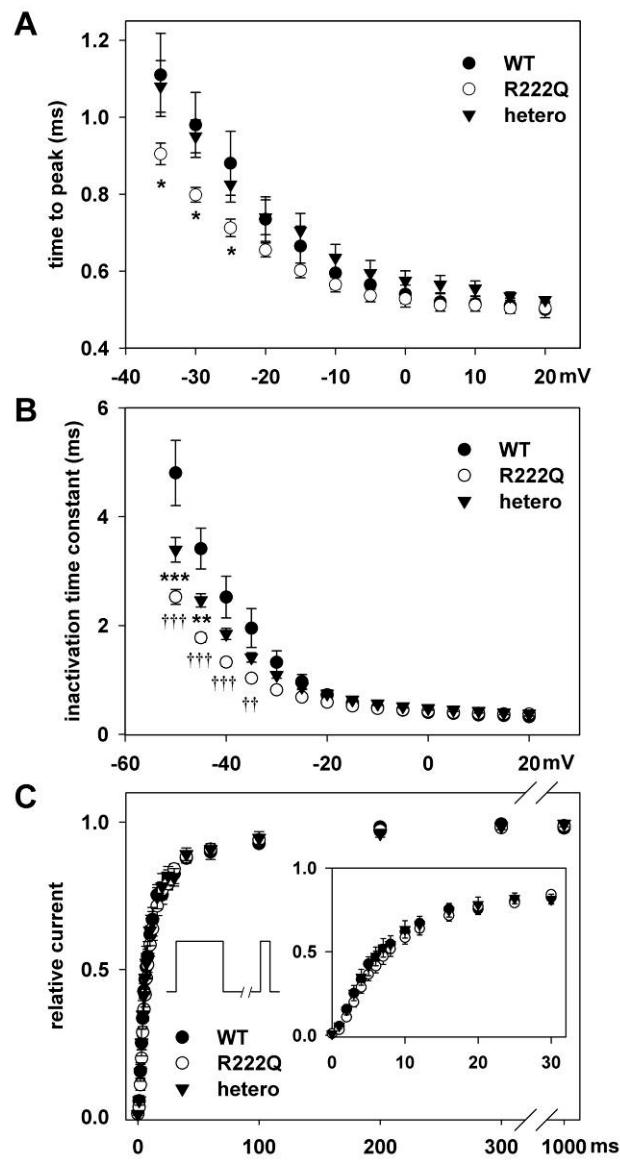 A
1.2
1.0
0.8
0.6
0.4
time to peak (ms)
WT
R222Q
hetero
*
*
*
-40 -30 -20 -10 0 10 20 mV
B
6
4
2
0
inactivation time constant (ms)
WT
R222Q
hetero
***
†††
**
†††
†††
††
-60 -40 -20 0 20 mV
C
1.0
0.5
0.0
relative current
WT
R222Q
hetero
1.0
0.5
0.0
0 10 20 30
0 100 200 300 1000 ms